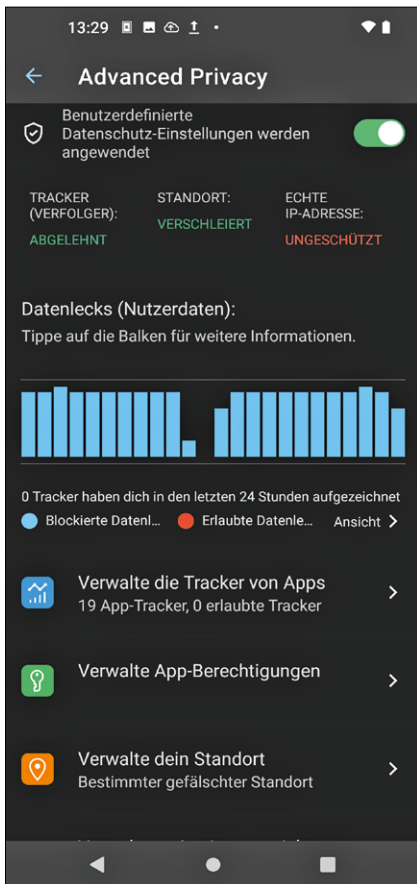 13:29
Advanced Privacy
Benutzerdefinierte
Datenschutz-Einstellungen werden
angewendet
TRACKER
(VERFOLGER):
ABGELEHNT
STANDORT:
VERSCHLEIERT
ECHTE
IP-ADRESSE:
UNGESCHÜTZT
Datenlecks (Nutzerdaten):
Tippe auf die Balken für weitere Informationen.
0 Tracker haben dich in den letzten 24 Stunden aufgezeichnet
Blockierte Datenl... Erlaubte Datenle... Ansicht
Verwalte die Tracker von Apps
19 App-Tracker, 0 erlaubte Tracker
Verwalte App-Berechtigungen
Verwalte dein Standort
Bestimmter gefälschter Standort